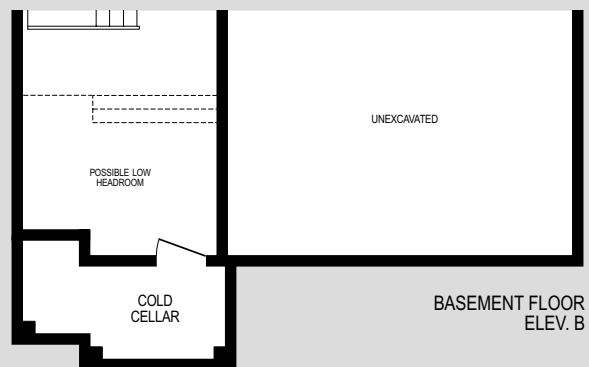 UNEXCAVATED
POSSIBLE LOW
HEADROOM
COLD
CELLAR
BASEMENT FLOOR
ELEV. B